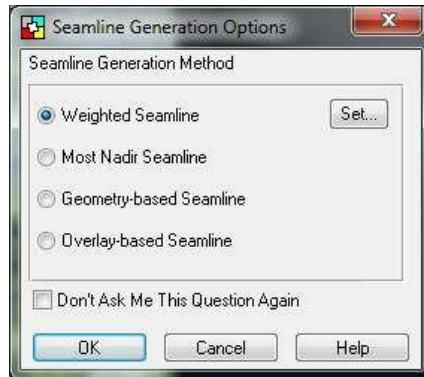 Seamline Generation Options
Seamline Generation Method
Weighted Seamline
Set...
Most Nadir Seamline
Geometry-based Seamline
Overlay-based Seamline
Don't Ask Me This Question Again
OK Cancel Help